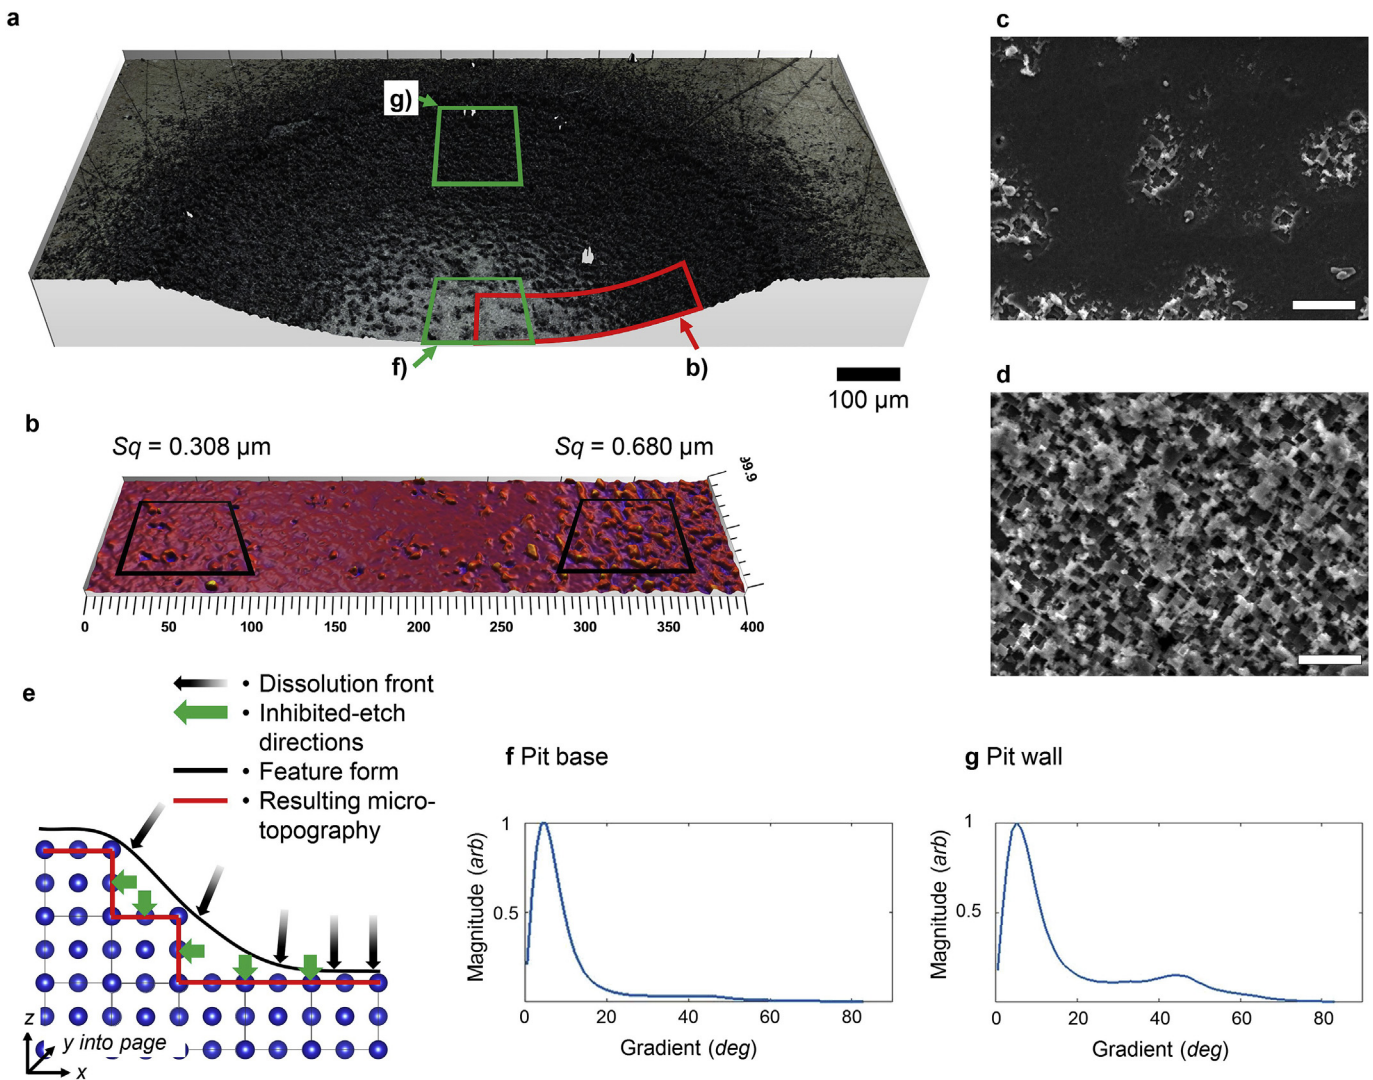 a
g)
f)
b)
100 µm
b
Sq = 0.308 µm
Sq = 0.680 µm
0 50 100 150 200 250 300 350 400
c
d
e
• Dissolution front
• Inhibited-etch
directions
• Feature form
• Resulting micro-
topography
z
y into page
x
f Pit base
Magnitude (arb)
1
0.5
0 20 40 60 80
Gradient (deg)
g Pit wall
Magnitude (arb)
1
0.5
0 20 40 60 80
Gradient (deg)